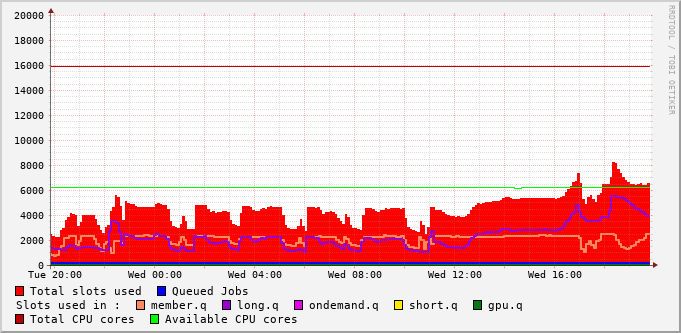 20000
18000
16000
14000
12000
10000
8000
6000
4000
2000
0
Tue 20:00 Wed 00:00 Wed 04:00 Wed 08:00 Wed 12:00 Wed 16:00
Total slots used Queued Jobs
Slots used in : member.q long.q ondemand.q short.q gpu.q
Total CPU cores Available CPU cores
RRDTOOL / TOBI OETIKER